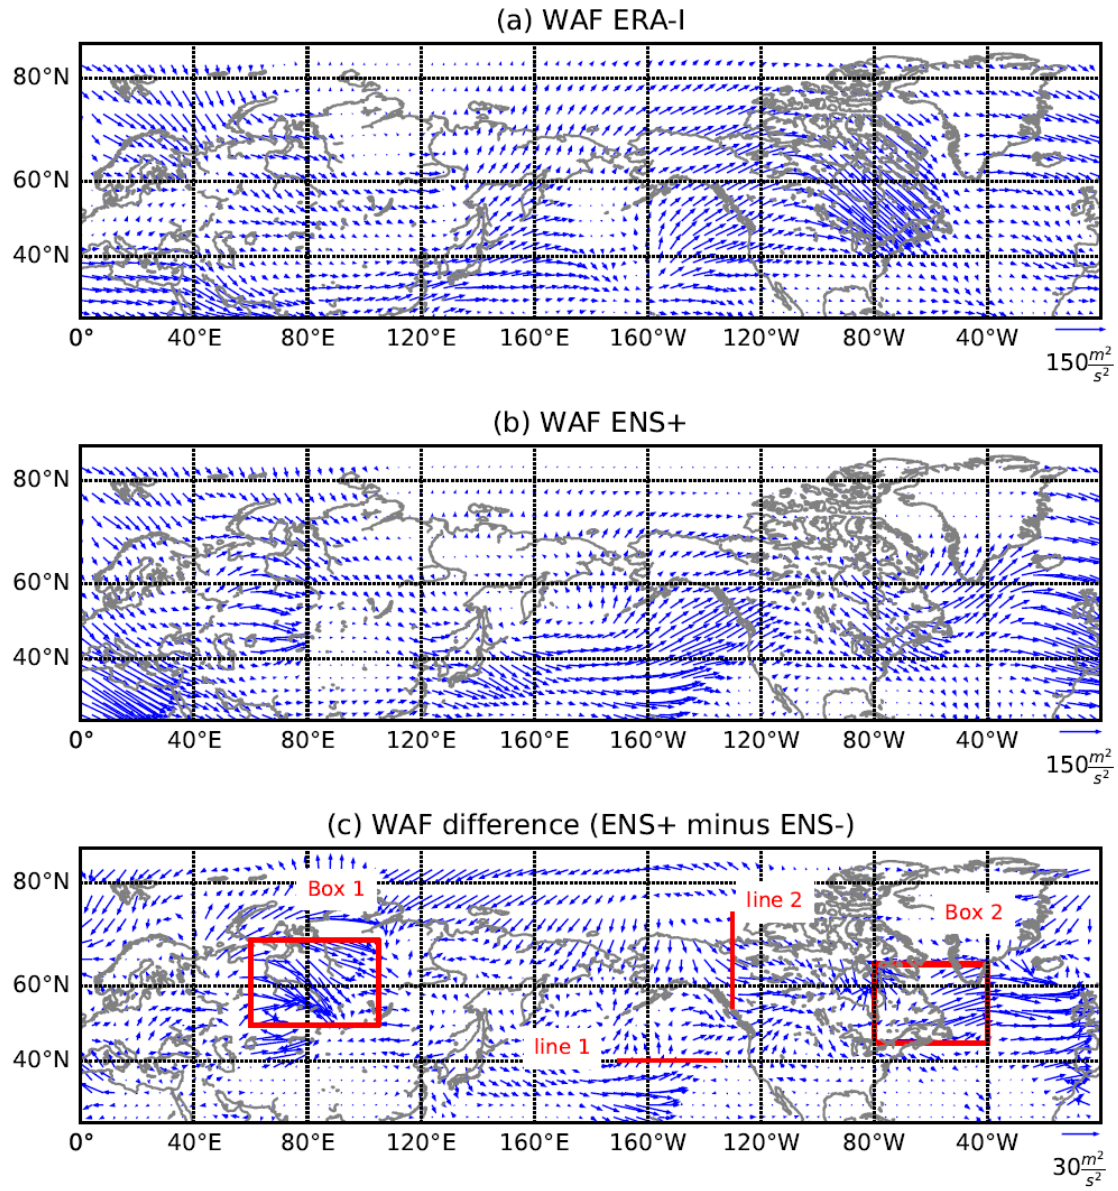 (a) WAF ERA-I
80°N
60°N
40°N
0° 40°E 80°E 120°E 160°E 160°W 120°W 80°W 40°W
150 m²/s²
(b) WAF ENS+
80°N
60°N
40°N
0° 40°E 80°E 120°E 160°E 160°W 120°W 80°W 40°W
150 m²/s²
(c) WAF difference (ENS+ minus ENS-)
80°N
Box 1
line 2
Box 2
60°N
line 1
40°N
0° 40°E 80°E 120°E 160°E 160°W 120°W 80°W 40°W
30 m²/s²